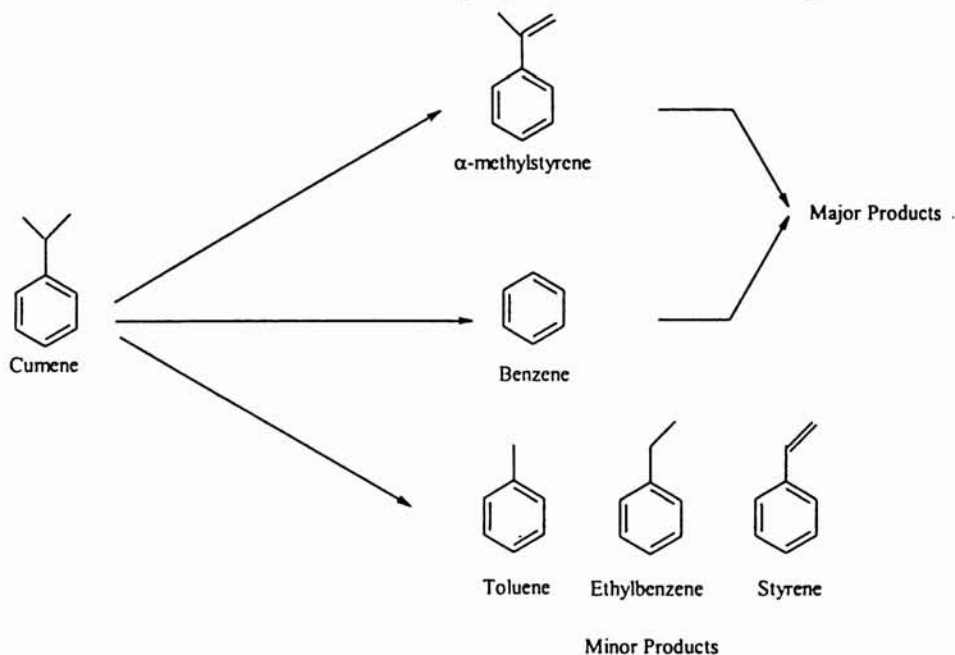 α-methylstyrene
Major Products
Cumene
Benzene
Toluene Ethylbenzene Styrene
Minor Products